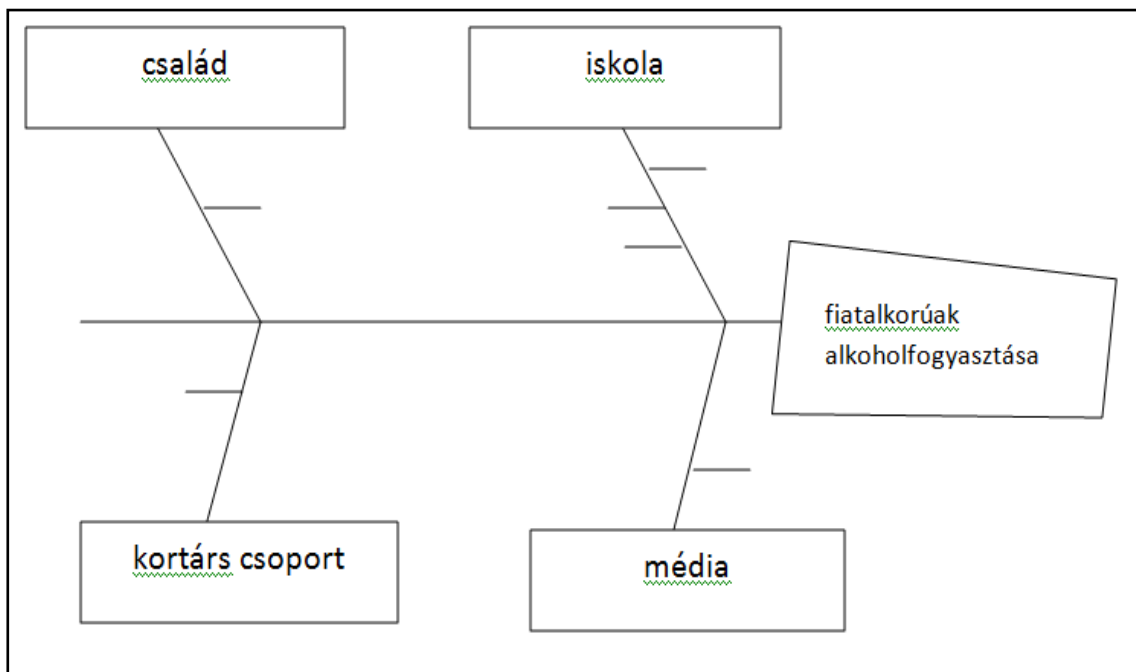 család
iskola
fiatalkorúak
alkoholfogyasztása
kortárs csoport
média